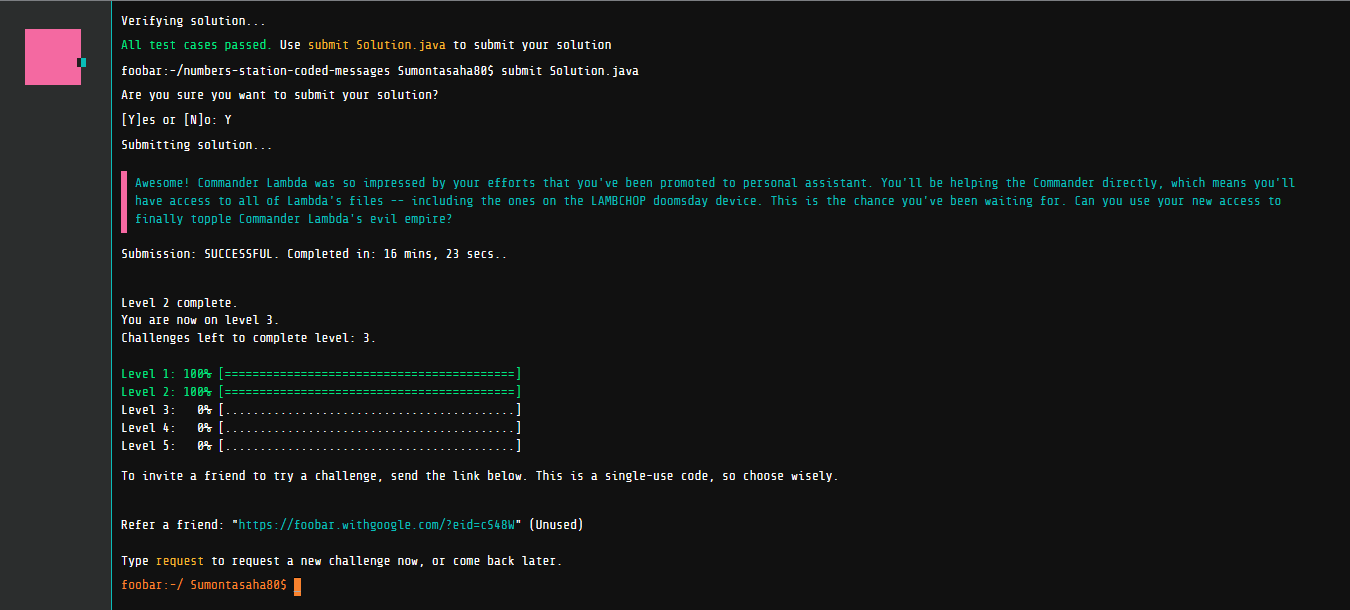 Verifying solution...
All test cases passed. Use submit Solution.java to submit your solution
foobar:~/numbers-station-coded-messages Sumontasaha80$ submit Solution.java
Are you sure you want to submit your solution?
[Y]es or [N]o: Y
Submitting solution...
Awesome! Commander Lambda was so impressed by your efforts that you've been promoted to personal assistant. You'll be helping the Commander directly, which means you'll
have access to all of Lambda's files -- including the ones on the LAMBCHOP doomsday device. This is the chance you've been waiting for. Can you use your new access to
finally topple Commander Lambda's evil empire?
Submission: SUCCESSFUL. Completed in: 16 mins, 23 secs..
Level 2 complete.
You are now on level 3.
Challenges left to complete level: 3.
Level 1: 100% [==========================================]
Level 2: 100% [==========================================]
Level 3:   0% [..........................................]
Level 4:   0% [..........................................]
Level 5:   0% [..........................................]
To invite a friend to try a challenge, send the link below. This is a single-use code, so choose wisely.
Refer a friend: "https://foobar.withgoogle.com/?eid=cS48W" (Unused)
Type request to request a new challenge now, or come back later.
foobar:~/ Sumontasaha80$